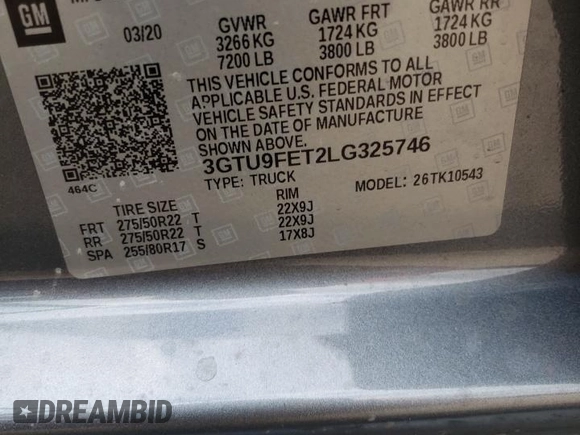 GM
03/20
GVWR
3266 KG
7200 LB
GAWR FRT
1724 KG
3800 LB
GAWR RR
1724 KG
3800 LB
THIS VEHICLE CONFORMS TO ALL
APPLICABLE U.S. FEDERAL MOTOR
VEHICLE SAFETY STANDARDS IN EFFECT
ON THE DATE OF MANUFACTURE
3GTU9FET2LG325746
TYPE: TRUCK
MODEL: 26TK10543
464C
TIRE SIZE RIM
FRT 275/50R22 T 22X9J
RR 275/50R22 T 22X9J
SPA 255/80R17 S 17X8J
DREAMBID